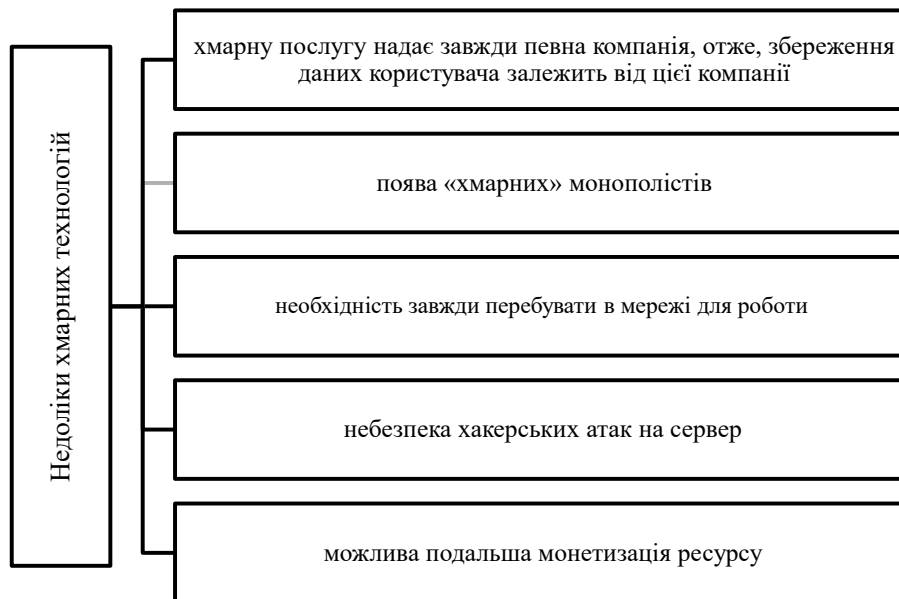 Недоліки хмарних технологій
хмарну послугу надає завжди певна компанія, отже, збереження
даних користувача залежить від цієї компанії
поява «хмарних» монополістів
необхідність завжди перебувати в мережі для роботи
небезпека хакерських атак на сервер
можлива подальша монетизація ресурсу